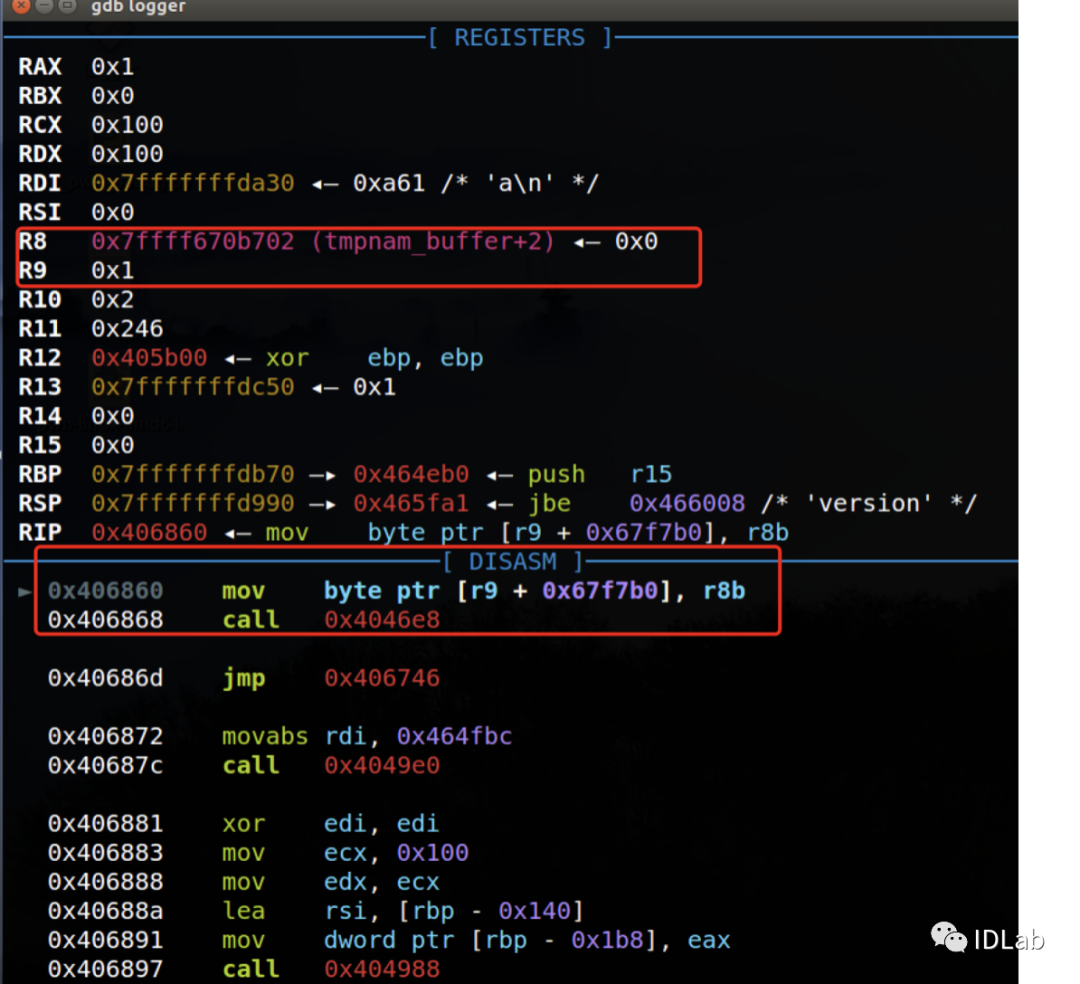 gdb logger
[ REGISTERS ]
RAX 0x1
RBX 0x0
RCX 0x100
RDX 0x100
RDI 0x7fffffffda30 ◂— 0xa61 /* 'a\n' */
RSI 0x0
R8 0x7ffff670b702 (tmpnam_buffer+2) ◂— 0x0
R9 0x1
R10 0x2
R11 0x246
R12 0x405b00 ◂— xor ebp, ebp
R13 0x7fffffffdc50 ◂— 0x1
R14 0x0
R15 0x0
RBP 0x7fffffffdb70 —▸ 0x464eb0 ◂— push r15
RSP 0x7fffffffd990 —▸ 0x465fa1 ◂— jbe 0x466008 /* 'version' */
RIP 0x406860 ◂— mov byte ptr [r9 + 0x67f7b0], r8b
[ DISASM ]
► 0x406860 mov byte ptr [r9 + 0x67f7b0], r8b
0x406868 call 0x4046e8
0x40686d jmp 0x406746
0x406872 movabs rdi, 0x464fbc
0x40687c call 0x4049e0
0x406881 xor edi, edi
0x406883 mov ecx, 0x100
0x406888 mov edx, ecx
0x40688a lea rsi, [rbp - 0x140]
0x406891 mov dword ptr [rbp - 0x1b8], eax
0x406897 call 0x404988
IDLab